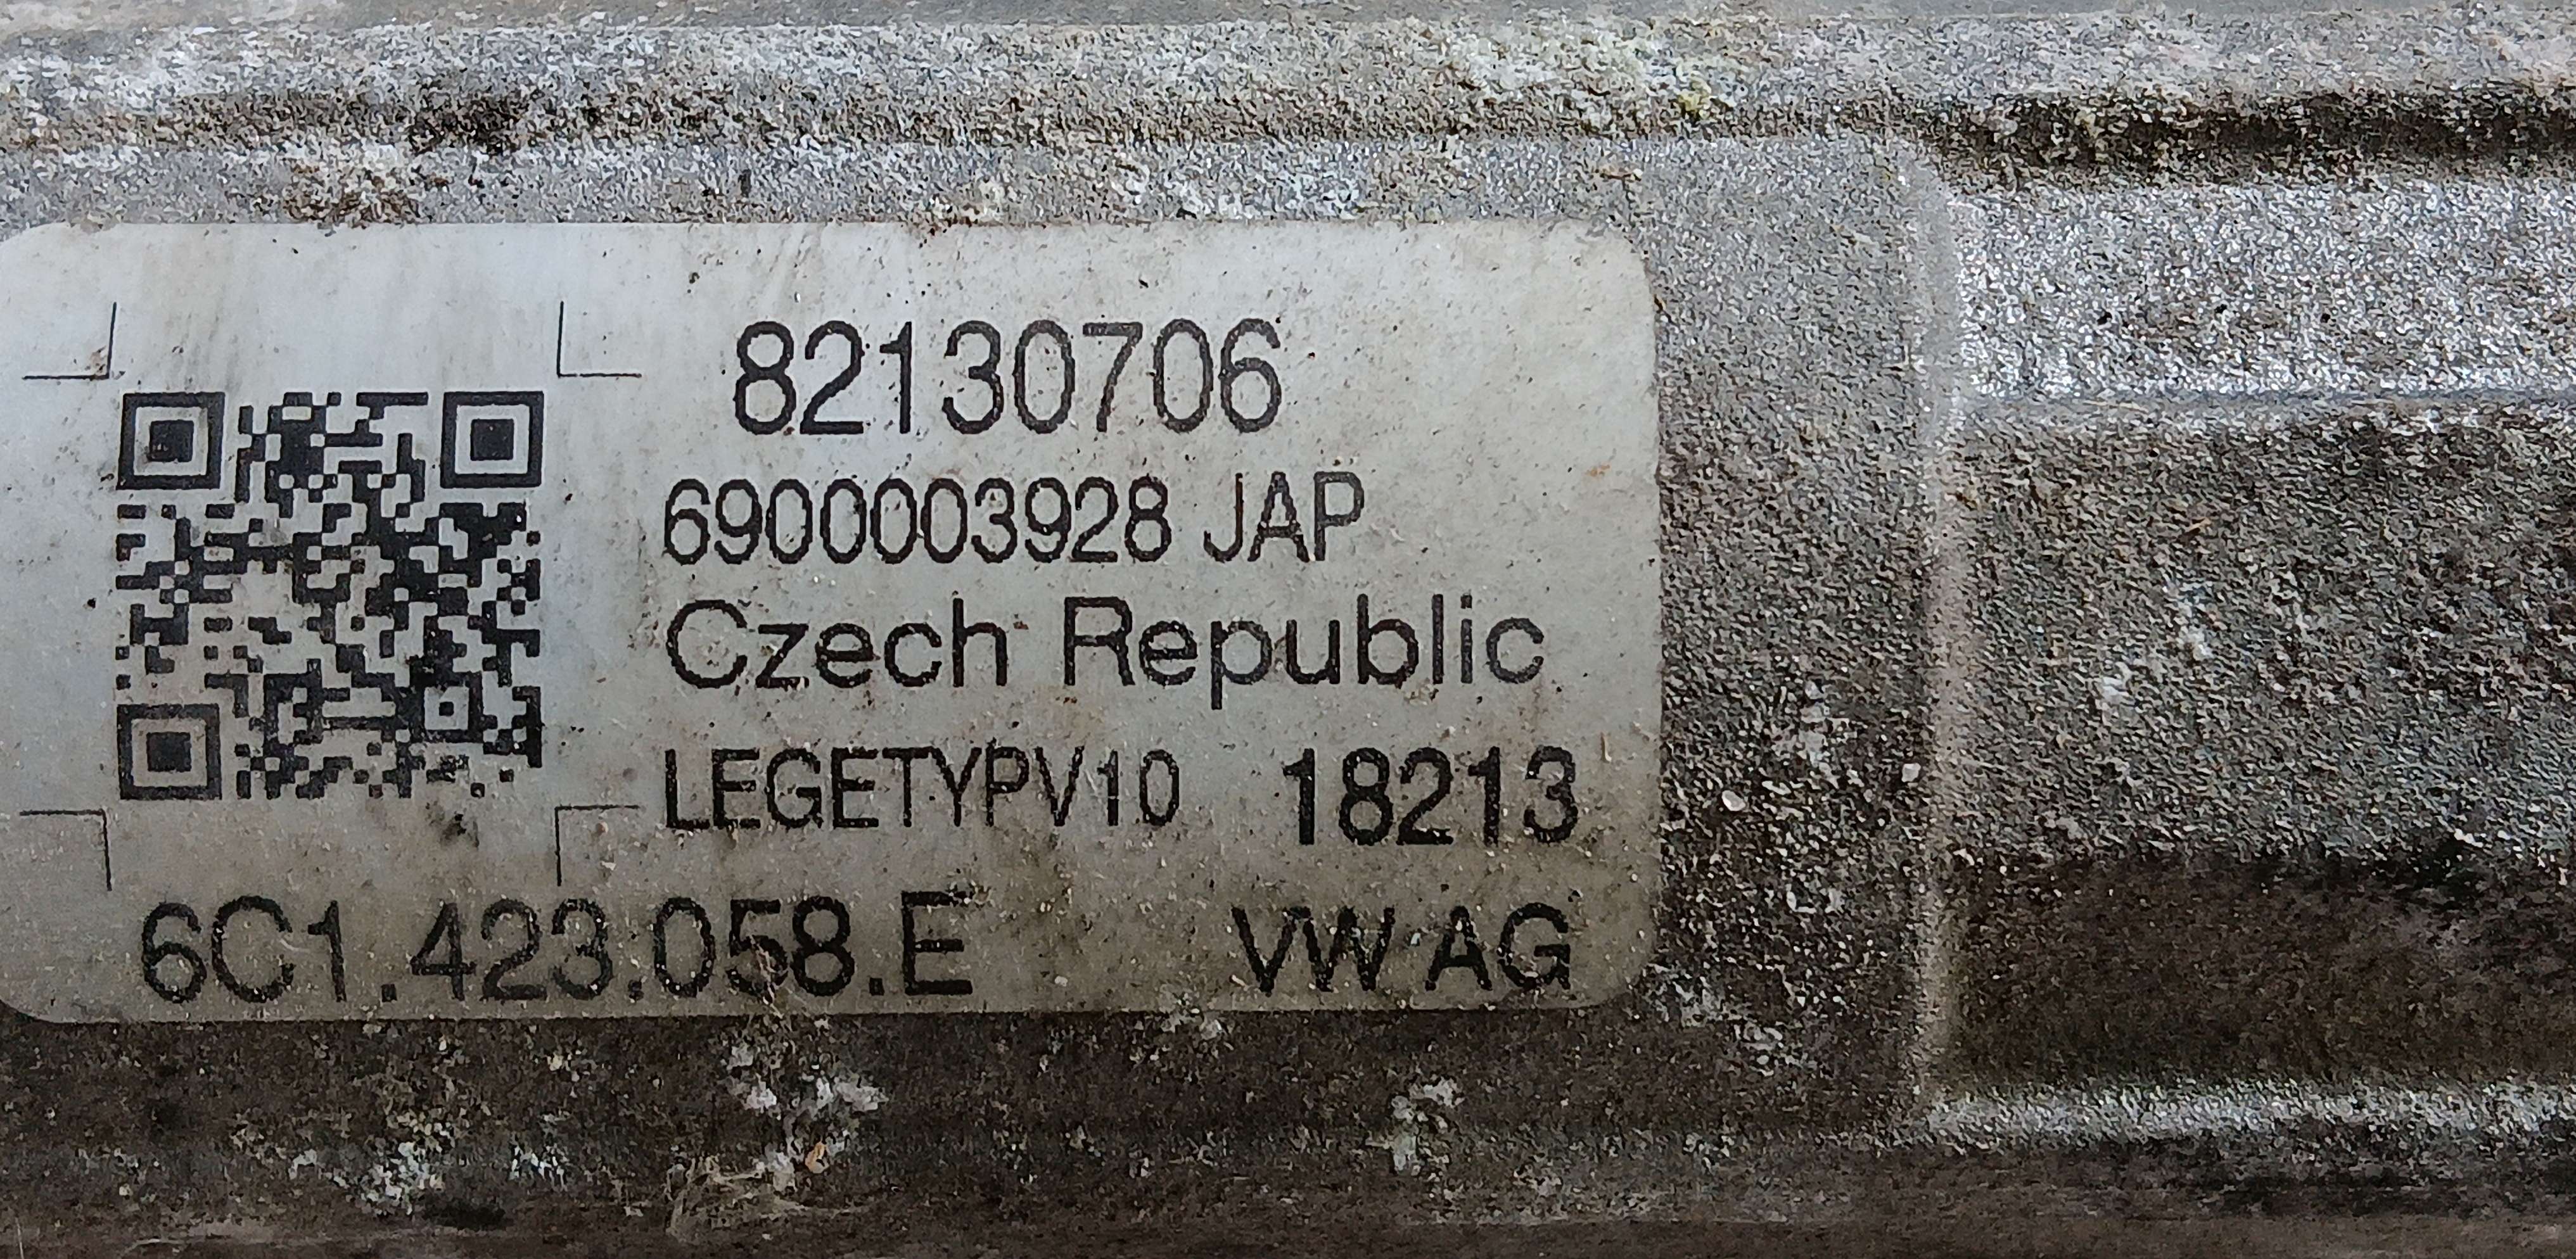 82130706
6900003928 JAP
Czech Republic
LEGETYPV10 18213
6C1.423.058.E VW AG